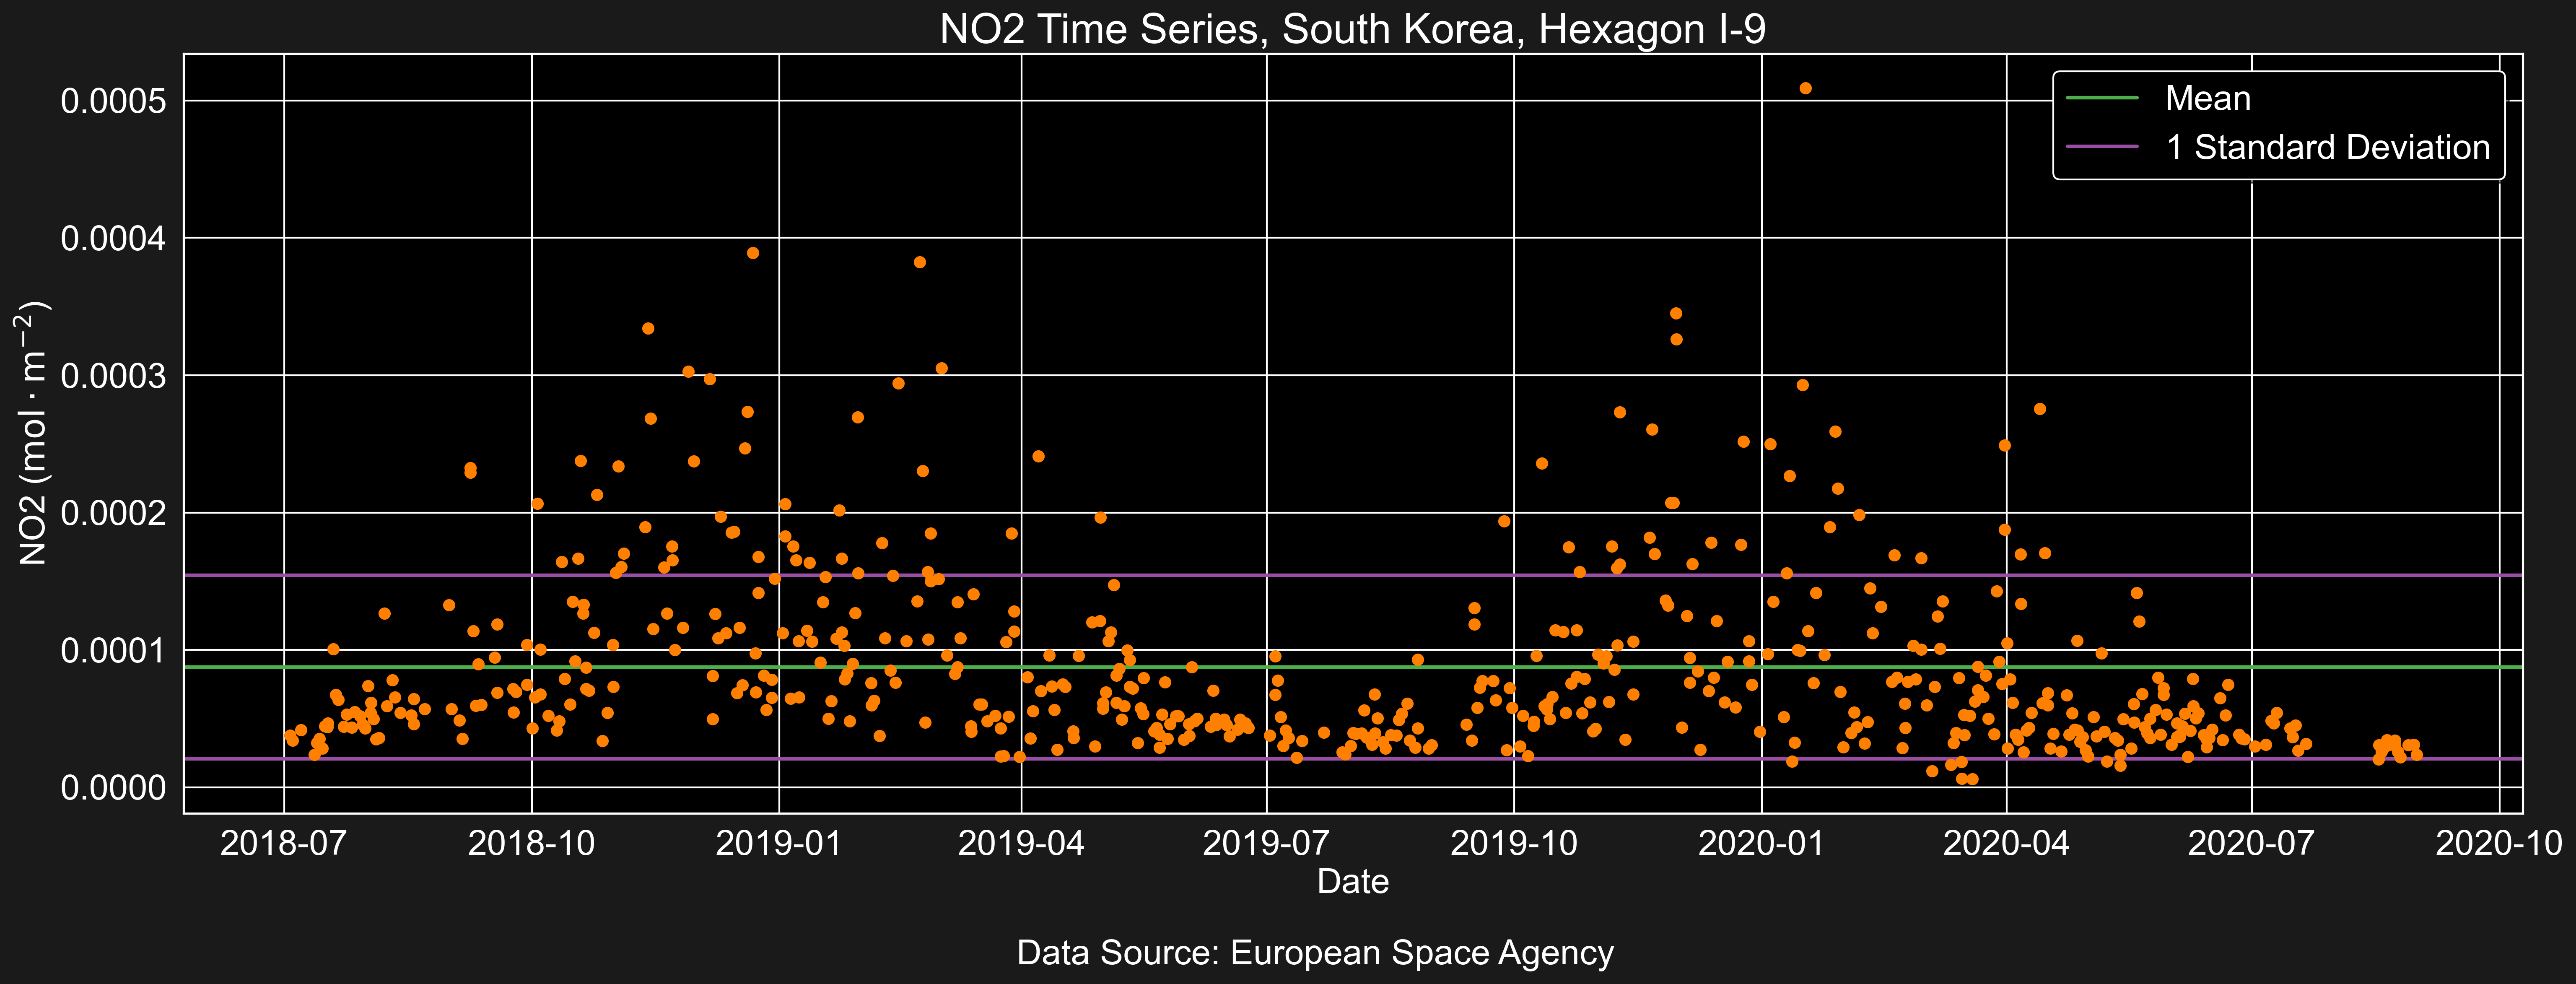 NO2 Time Series, South Korea, Hexagon I-9
Mean
1 Standard Deviation
NO2 (mol · m⁻²)
0.0005
0.0004
0.0003
0.0002
0.0001
0.0000
2018-07 2018-10 2019-01 2019-04 2019-07 2019-10 2020-01 2020-04 2020-07 2020-10
Date
Data Source: European Space Agency